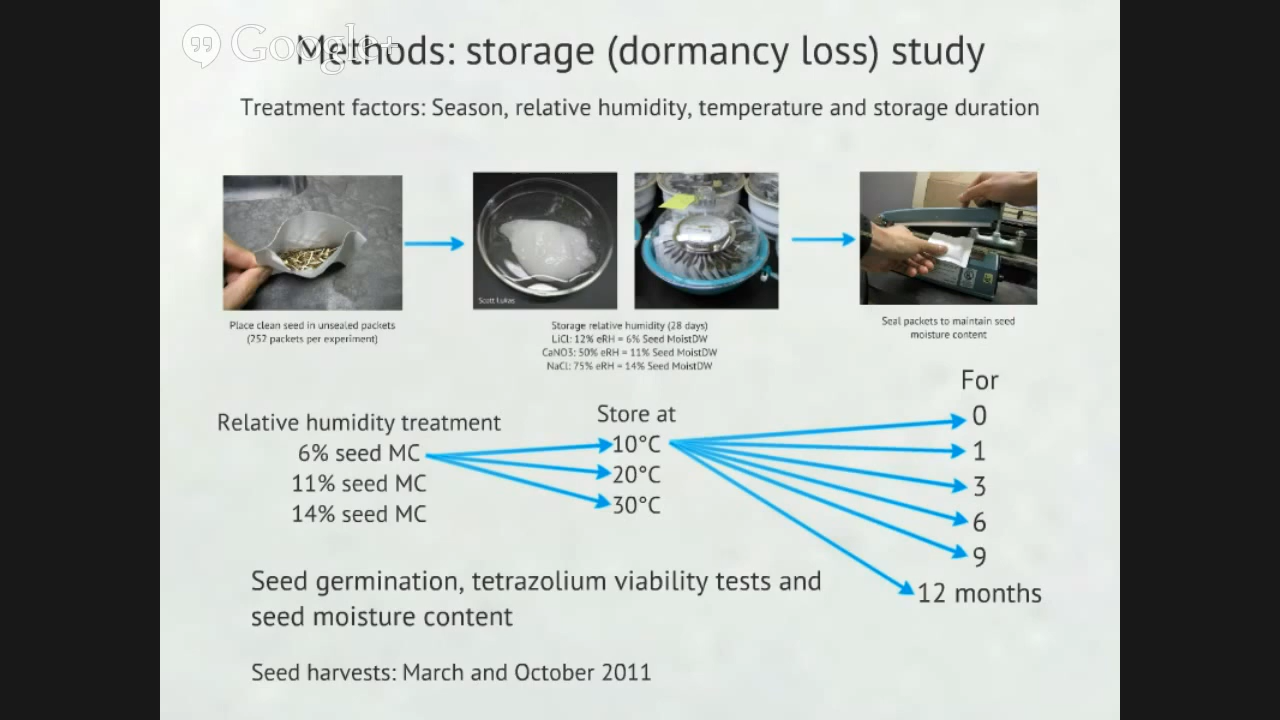 Google+
Methods: storage (dormancy loss) study
Treatment factors: Season, relative humidity, temperature and storage duration
Scott Lukas
Place clean seed in unsealed packets
(257 packets per experiment)
Storage relative humidity (28 days)
LiCl: 12% eRH = 6% Seed MoistDW
CaNO3: 50% eRH = 11% Seed MoistDW
NaCl: 75% eRH = 14% Seed MoistDW
Seal packets to maintain seed
moisture content
Relative humidity treatment
6% seed MC
11% seed MC
14% seed MC
Store at
10°C
20°C
30°C
For
0
1
3
6
9
12 months
Seed germination, tetrazolium viability tests and
seed moisture content
Seed harvests: March and October 2011